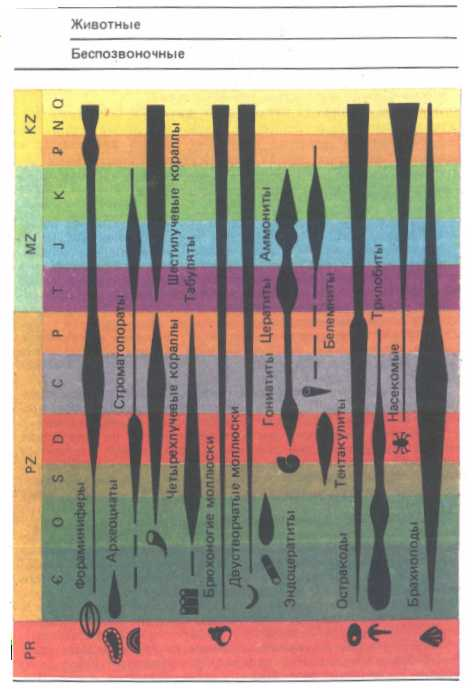 Животные
Беспозвоночные
KZ
MZ
PZ
PR
Q
N
₽
K
J
T
P
C
D
S
O
Є
Фораминиферы
Археоциаты
Строматопораты
Четырехлучевые кораллы
Шестилучевые кораллы
Табуляты
Брюхоногие моллюски
Двустворчатые моллюски
Эндоцератиты
Гониатиты
Цератиты
Аммониты
Белемниты
Тентакулиты
Остракоды
Трилобиты
Насекомые
Брахиоподы